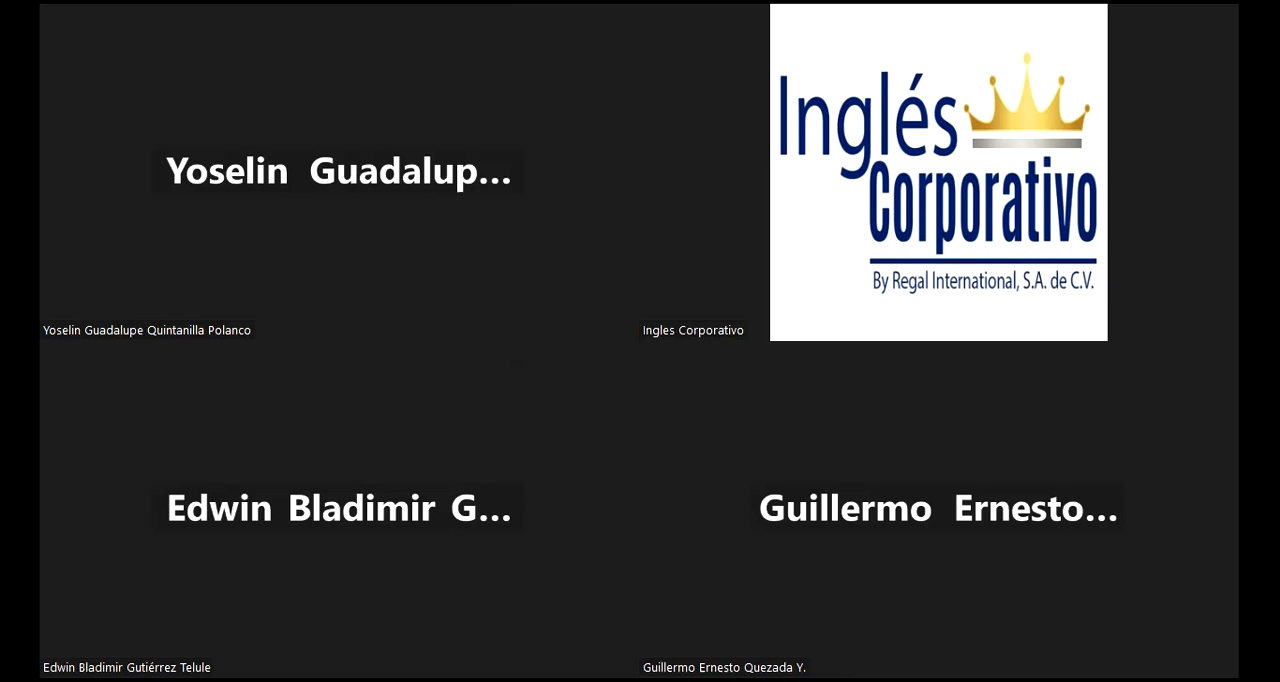 Yoselin Guadalup...
Yoselin Guadalupe Quintanilla Polanco
Inglés
Corporativo
By Regal International, S.A. de C.V.
Ingles Corporativo
Edwin Bladimir G...
Edwin Bladimir Gutiérrez Telule
Guillermo Ernesto...
Guillermo Ernesto Quezada Y.